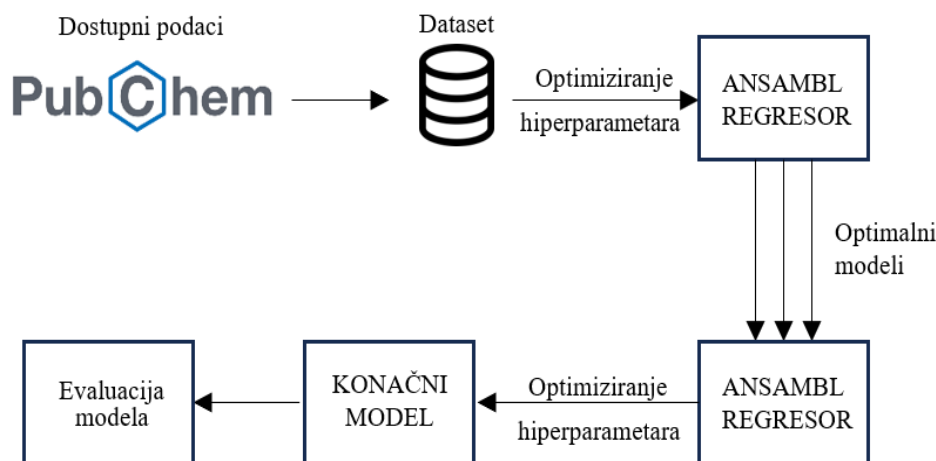 Dostupni podaci
PubChem
Dataset
Optimiziranje
hiperparametara
ANSAMBL
REGRESOR
Optimalni
modeli
ANSAMBL
REGRESOR
Optimiziranje
hiperparametara
KONAČNI
MODEL
Evaluacija
modela